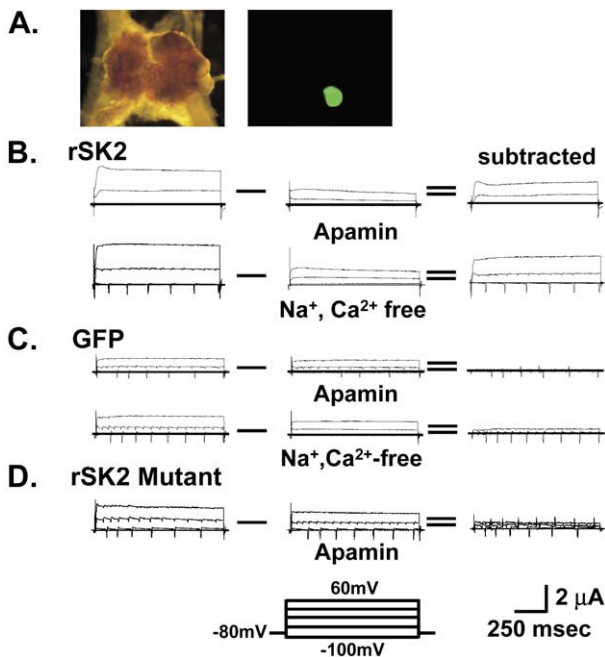 A.
B. rSK2
subtracted
Apamin
Na⁺, Ca²⁺ free
C. GFP
Apamin
Na⁺,Ca²⁺-free
D. rSK2 Mutant
Apamin
60mV
-80mV
-100mV
2 μA
250 msec